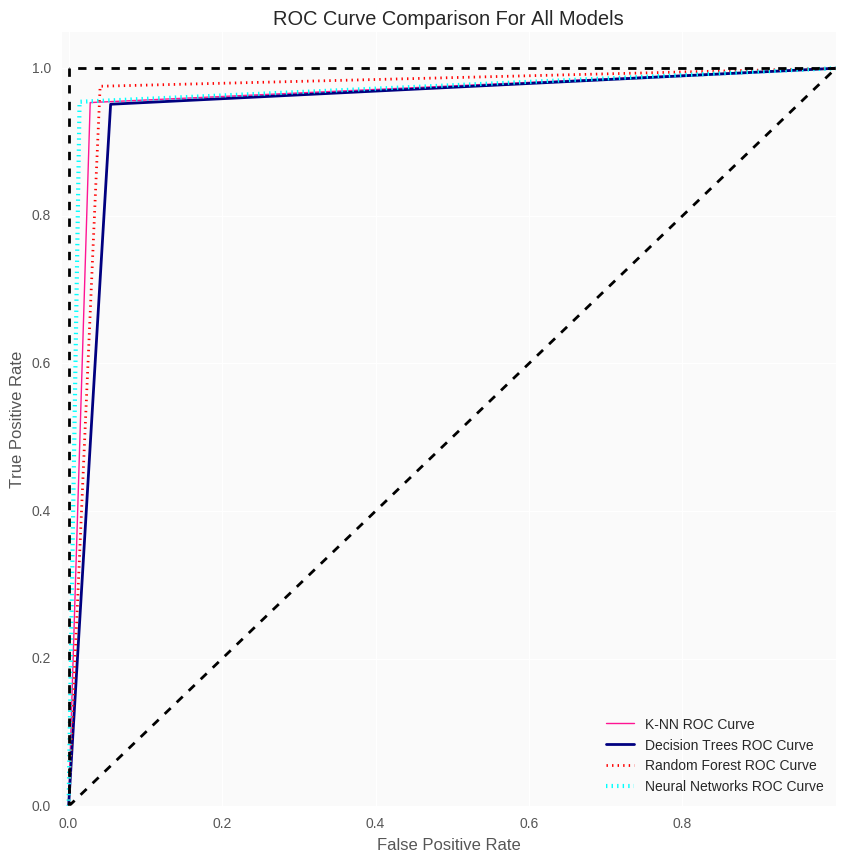 ROC Curve Comparison For All Models
1.0
0.8
0.6
0.4
0.2
0.0
True Positive Rate
0.0 0.2 0.4 0.6 0.8
False Positive Rate
K-NN ROC Curve
Decision Trees ROC Curve
Random Forest ROC Curve
Neural Networks ROC Curve